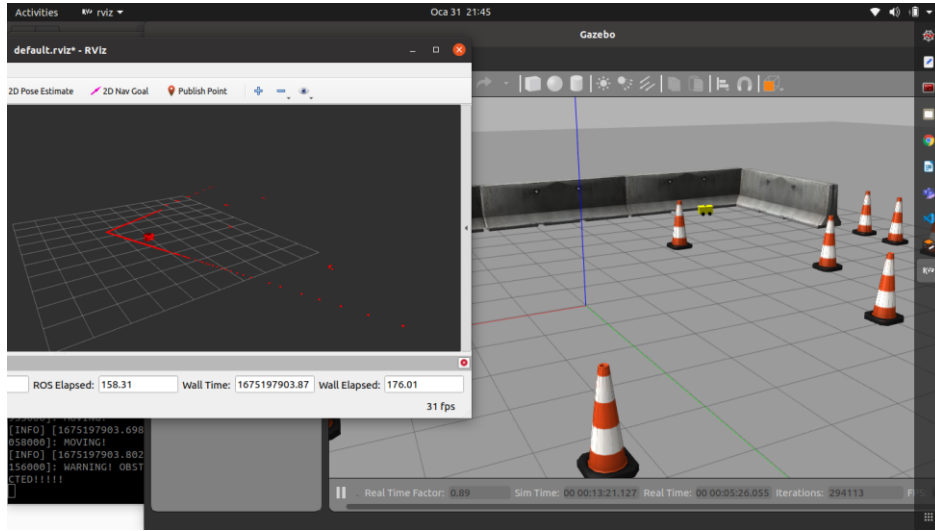 Activities
rviz
Oca 31 21:45
default.rviz* - RViz
Gazebo
2D Pose Estimate
2D Nav Goal
Publish Point
ROS Elapsed: 158.31
Wall Time: 1675197903.87
Wall Elapsed: 176.01
31 fps
[INFO] [1675197903.698
058000]: MOVING!
[INFO] [1675197903.802
156000]: WARNING! OBST
CTED!!!!!
Real Time Factor: 0.89
Sim Time: 00 00:13:21.127
Real Time: 00 00:05:26.055
Iterations: 294113